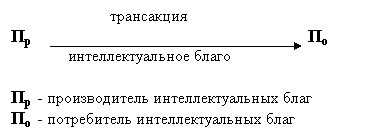 трансакция
Пр По
интеллектуальное благо
Пр - производитель интеллектуальных благ
По - потребитель интеллектуальных благ